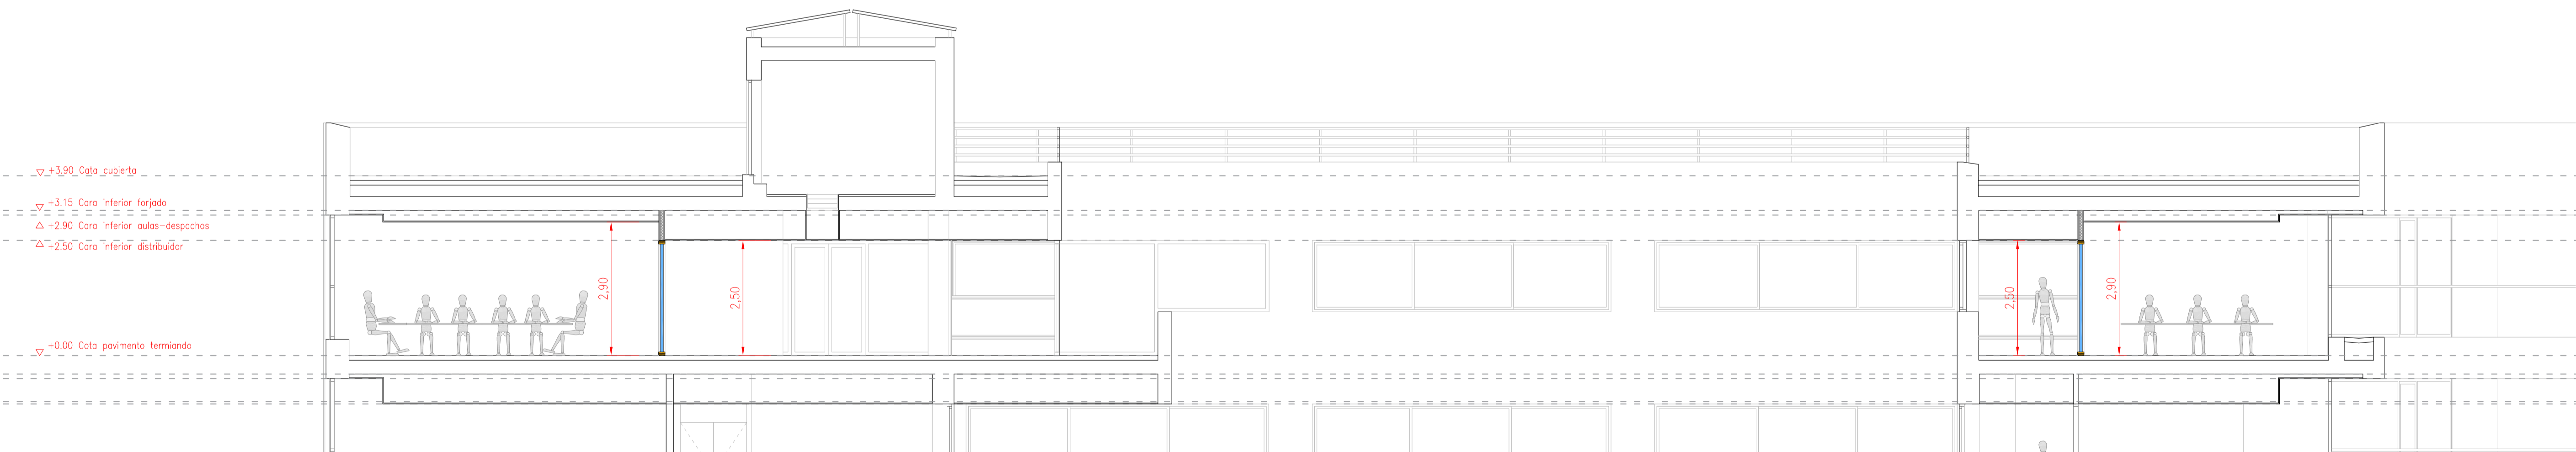 +3.90 Cata cubierta
+3.15 Cara inferior forjado
+2.90 Cara inferior aulas-despachos
+2.50 Cara inferior distribuidor
2,90
2,50
2,50
2,90
+0.00 Cota pavimento termiando